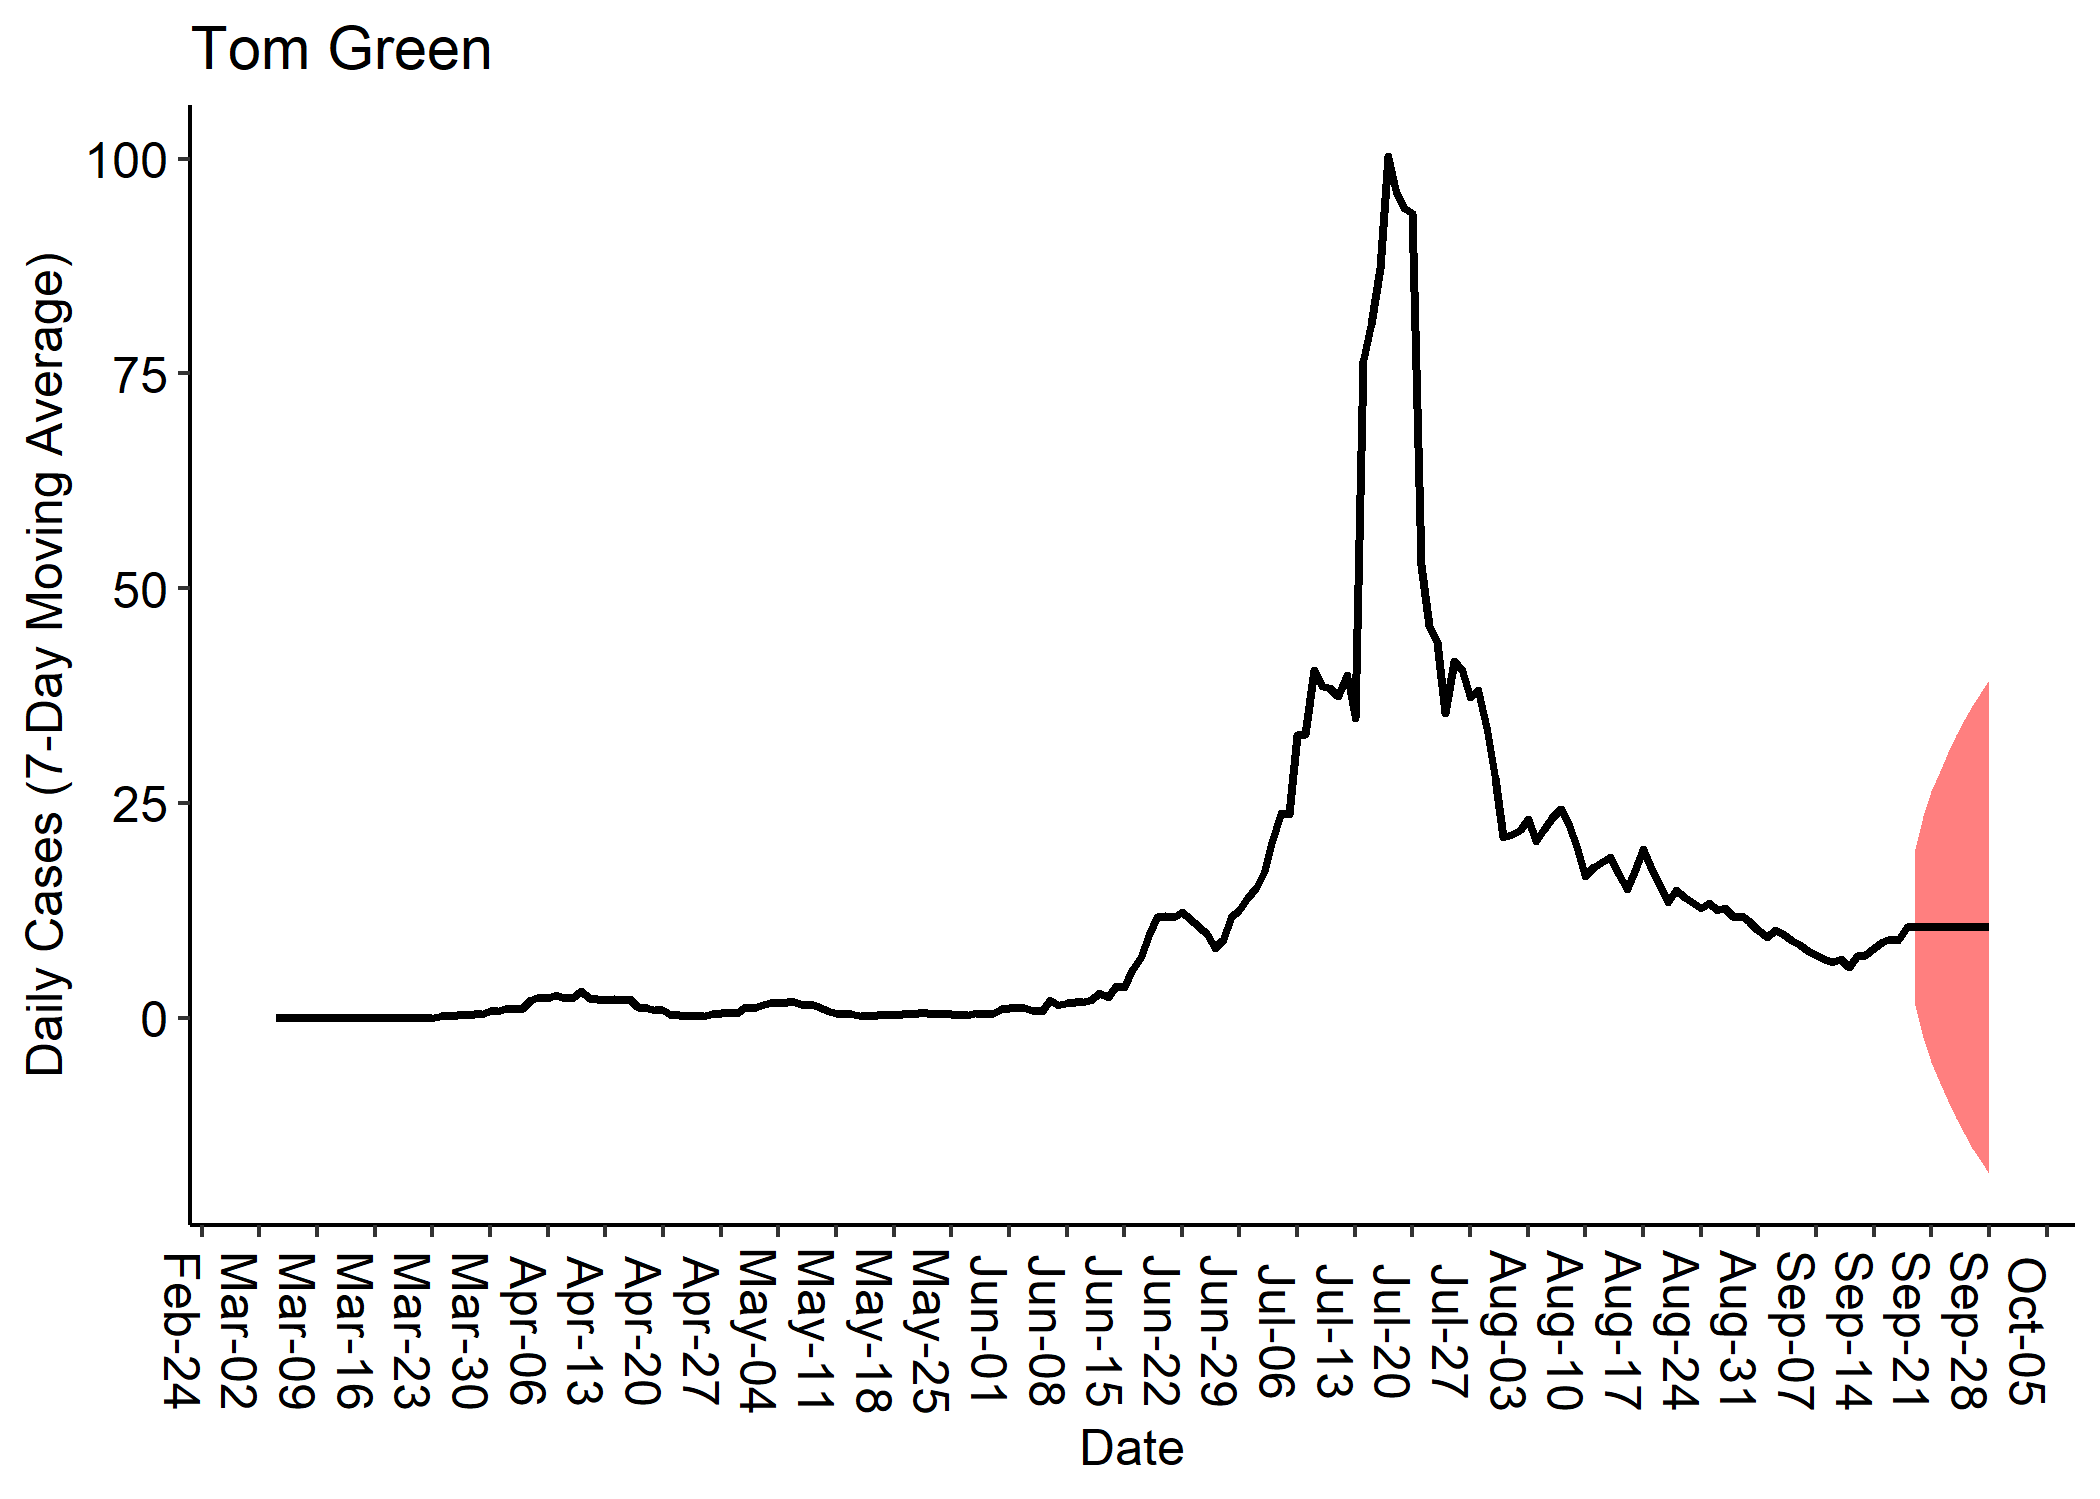 Tom Green
Daily Cases (7-Day Moving Average)
100
75
50
25
0
Feb-24
Mar-02
Mar-09
Mar-16
Mar-23
Mar-30
Apr-06
Apr-13
Apr-20
Apr-27
May-04
May-11
May-18
May-25
Jun-01
Jun-08
Jun-15
Jun-22
Jun-29
Jul-06
Jul-13
Jul-20
Jul-27
Aug-03
Aug-10
Aug-17
Aug-24
Aug-31
Sep-07
Sep-14
Sep-21
Sep-28
Oct-05
Date